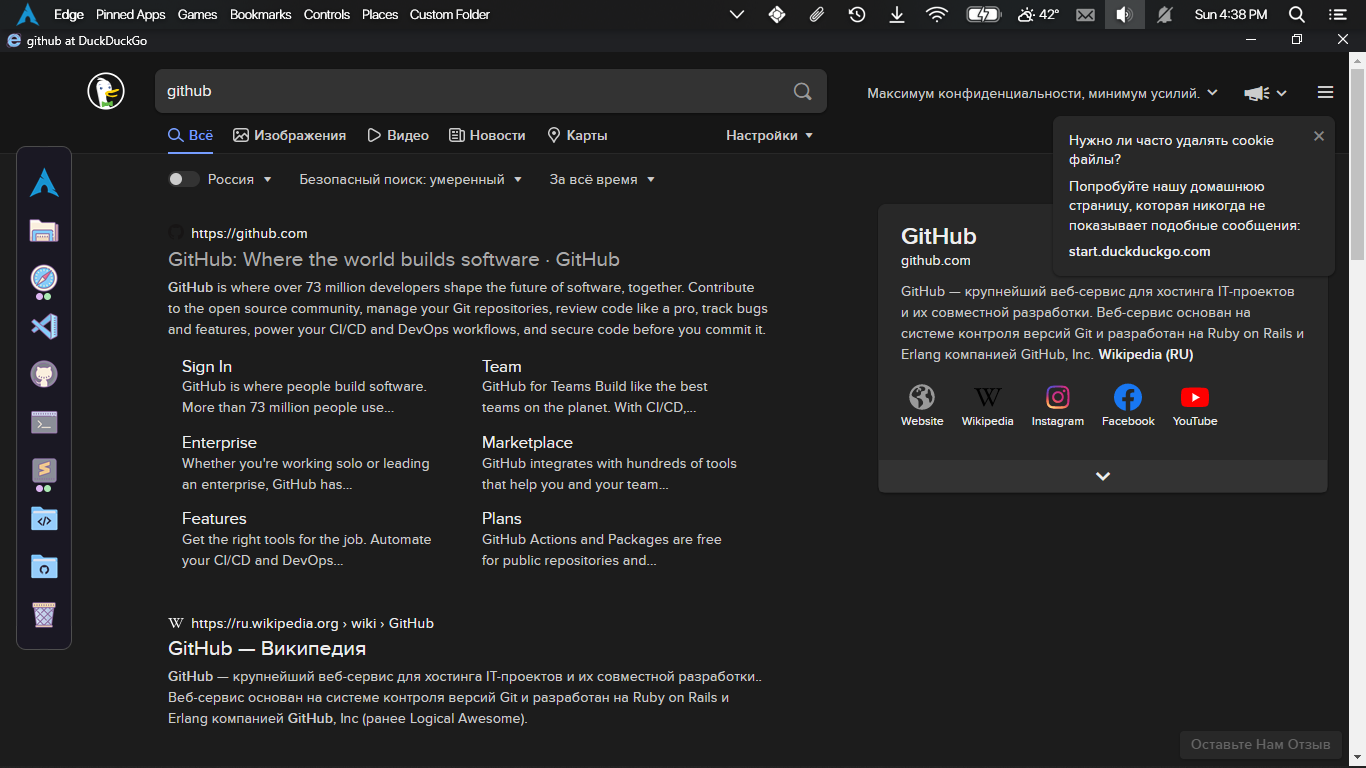 Edge Pinned Apps Games Bookmarks Controls Places Custom Folder 42° Sun 4:38 PM
github at DuckDuckGo
github
Максимум конфиденциальности, минимум усилий.
Всё Изображения Видео Новости Карты Настройки
Россия Безопасный поиск: умеренный За всё время
Нужно ли часто удалять cookie
файлы?
Попробуйте нашу домашнюю
страницу, которая никогда не
показывает подобные сообщения:
start.duckduckgo.com
https://github.com
GitHub: Where the world builds software · GitHub
GitHub is where over 73 million developers shape the future of software, together. Contribute
to the open source community, manage your Git repositories, review code like a pro, track bugs
and features, power your CI/CD and DevOps workflows, and secure code before you commit it.
Sign In
GitHub is where people build software.
More than 73 million people use...
Team
GitHub for Teams Build like the best
teams on the planet. With CI/CD,...
Enterprise
Whether you're working solo or leading
an enterprise, GitHub has...
Marketplace
GitHub integrates with hundreds of tools
that help you and your team...
Features
Get the right tools for the job. Automate
your CI/CD and DevOps...
Plans
GitHub Actions and Packages are free
for public repositories and...
https://ru.wikipedia.org › wiki › GitHub
GitHub — Википедия
GitHub — крупнейший веб-сервис для хостинга IT-проектов и их совместной разработки..
Веб-сервис основан на системе контроля версий Git и разработан на Ruby on Rails и
Erlang компанией GitHub, Inc (ранее Logical Awesome).
GitHub
github.com
GitHub — крупнейший веб-сервис для хостинга IT-проектов
и их совместной разработки. Веб-сервис основан на
системе контроля версий Git и разработан на Ruby on Rails и
Erlang компанией GitHub, Inc. Wikipedia (RU)
Website Wikipedia Instagram Facebook YouTube
Оставьте Нам Отзыв